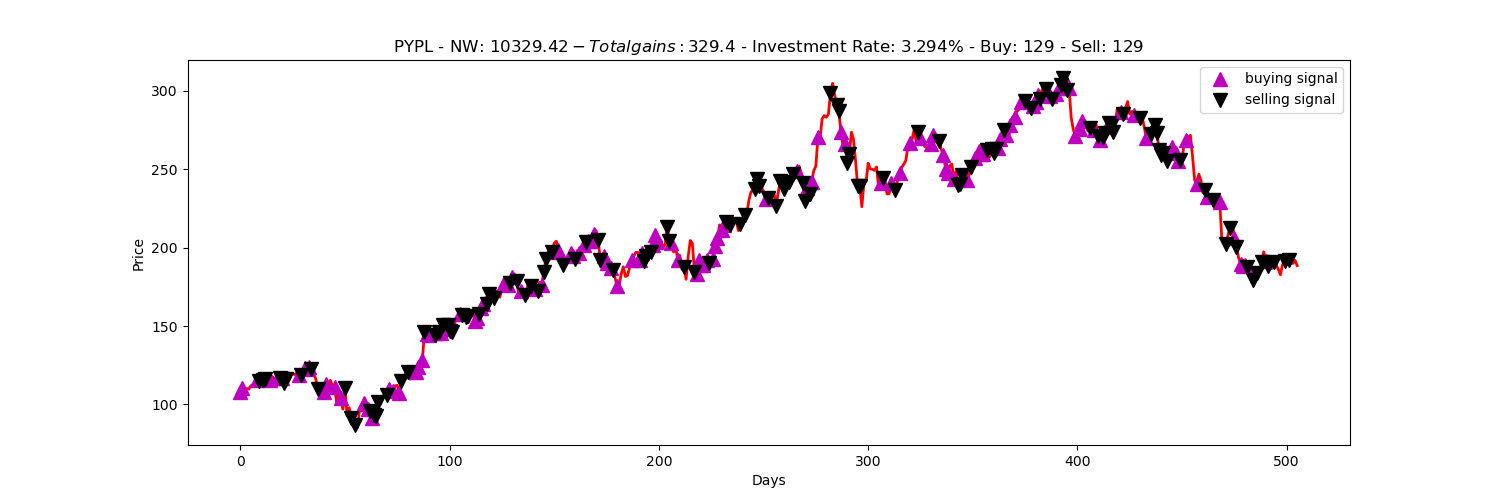 PYPL - NW: 10329.42 - Totalgains : 329.4 - Investment Rate: 3.294% - Buy: 129 - Sell: 129
buying signal
selling signal
300
250
200
150
100
Price
0 100 200 300 400 500
Days